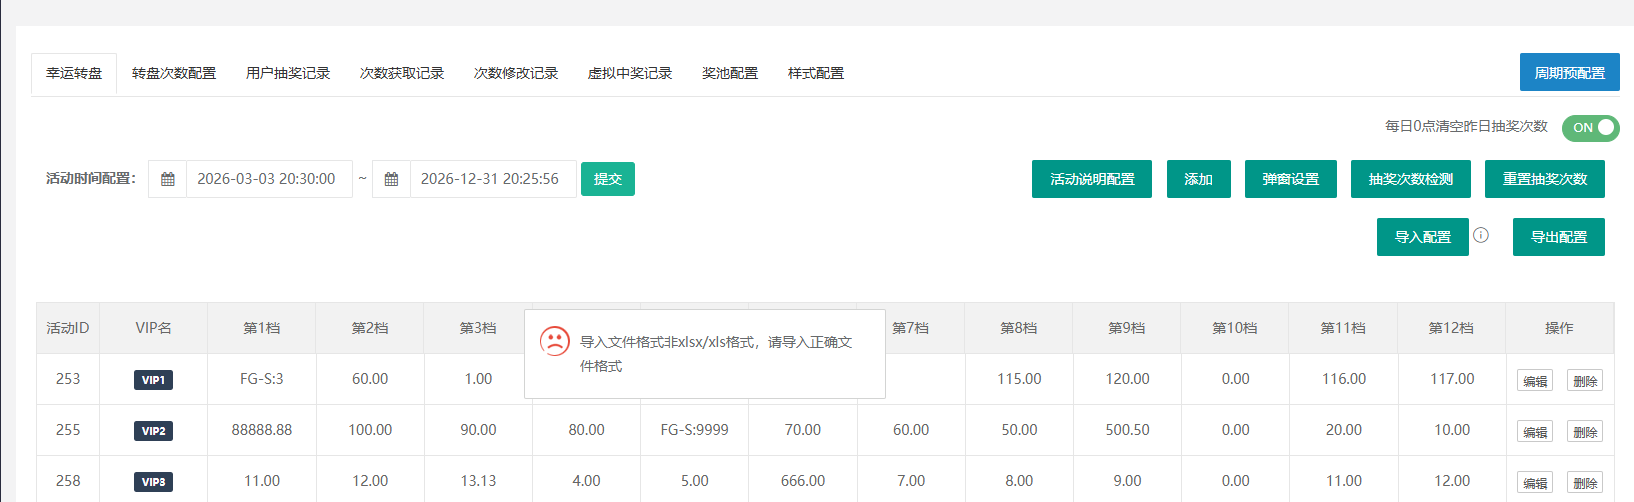 幸运转盘 转盘次数配置 用户抽奖记录 次数获取记录 次数修改记录 虚拟中奖记录 奖池配置 样式配置 周期预配置
每日0点清空昨日抽奖次数 ON
活动时间配置： 2026-03-03 20:30:00 ~ 2026-12-31 20:25:56 提交 活动说明配置 添加 弹窗设置 抽奖次数检测 重置抽奖次数
导入配置 导出配置
活动ID VIP名 第1档 第2档 第3档 第7档 第8档 第9档 第10档 第11档 第12档 操作
导入文件格式非xlsx/xls格式，请导入正确文
件格式
253 VIP1 FG-S:3 60.00 1.00 115.00 120.00 0.00 116.00 117.00 编辑 删除
255 VIP2 88888.88 100.00 90.00 80.00 FG-S:9999 70.00 60.00 50.00 500.50 0.00 20.00 10.00 编辑 删除
258 VIP3 11.00 12.00 13.13 4.00 5.00 666.00 7.00 8.00 9.00 0.00 11.00 12.00 编辑 删除